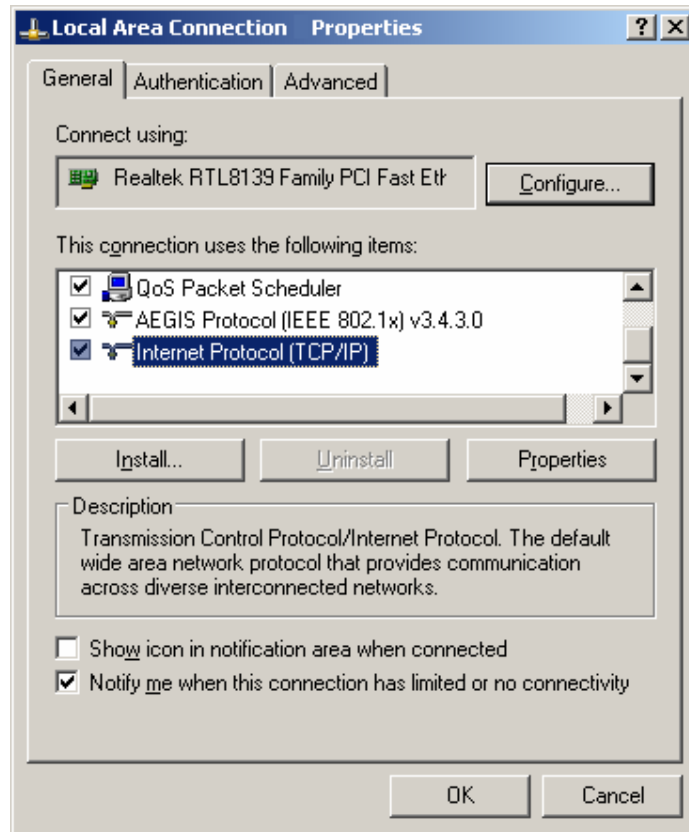 Local Area Connection Properties
General Authentication Advanced
Connect using:
Realtek RTL8139 Family PCI Fast Eth
Configure...
This connection uses the following items:
QoS Packet Scheduler
AEGIS Protocol (IEEE 802.1x) v3.4.3.0
Internet Protocol (TCP/IP)
Install... Uninstall Properties
Description
Transmission Control Protocol/Internet Protocol. The default
wide area network protocol that provides communication
across diverse interconnected networks.
Show icon in notification area when connected
Notify me when this connection has limited or no connectivity
OK Cancel